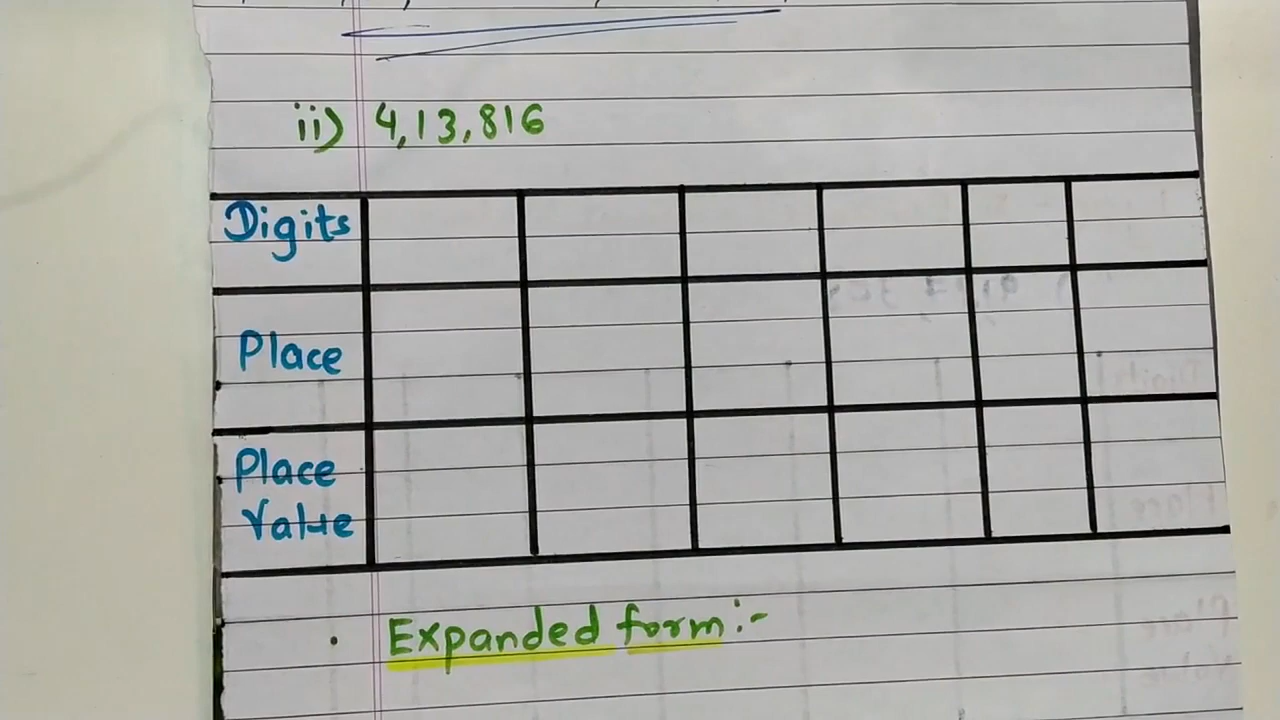 ii) 4,13,816
Digits
Place
Place
Value
· Expanded form:-